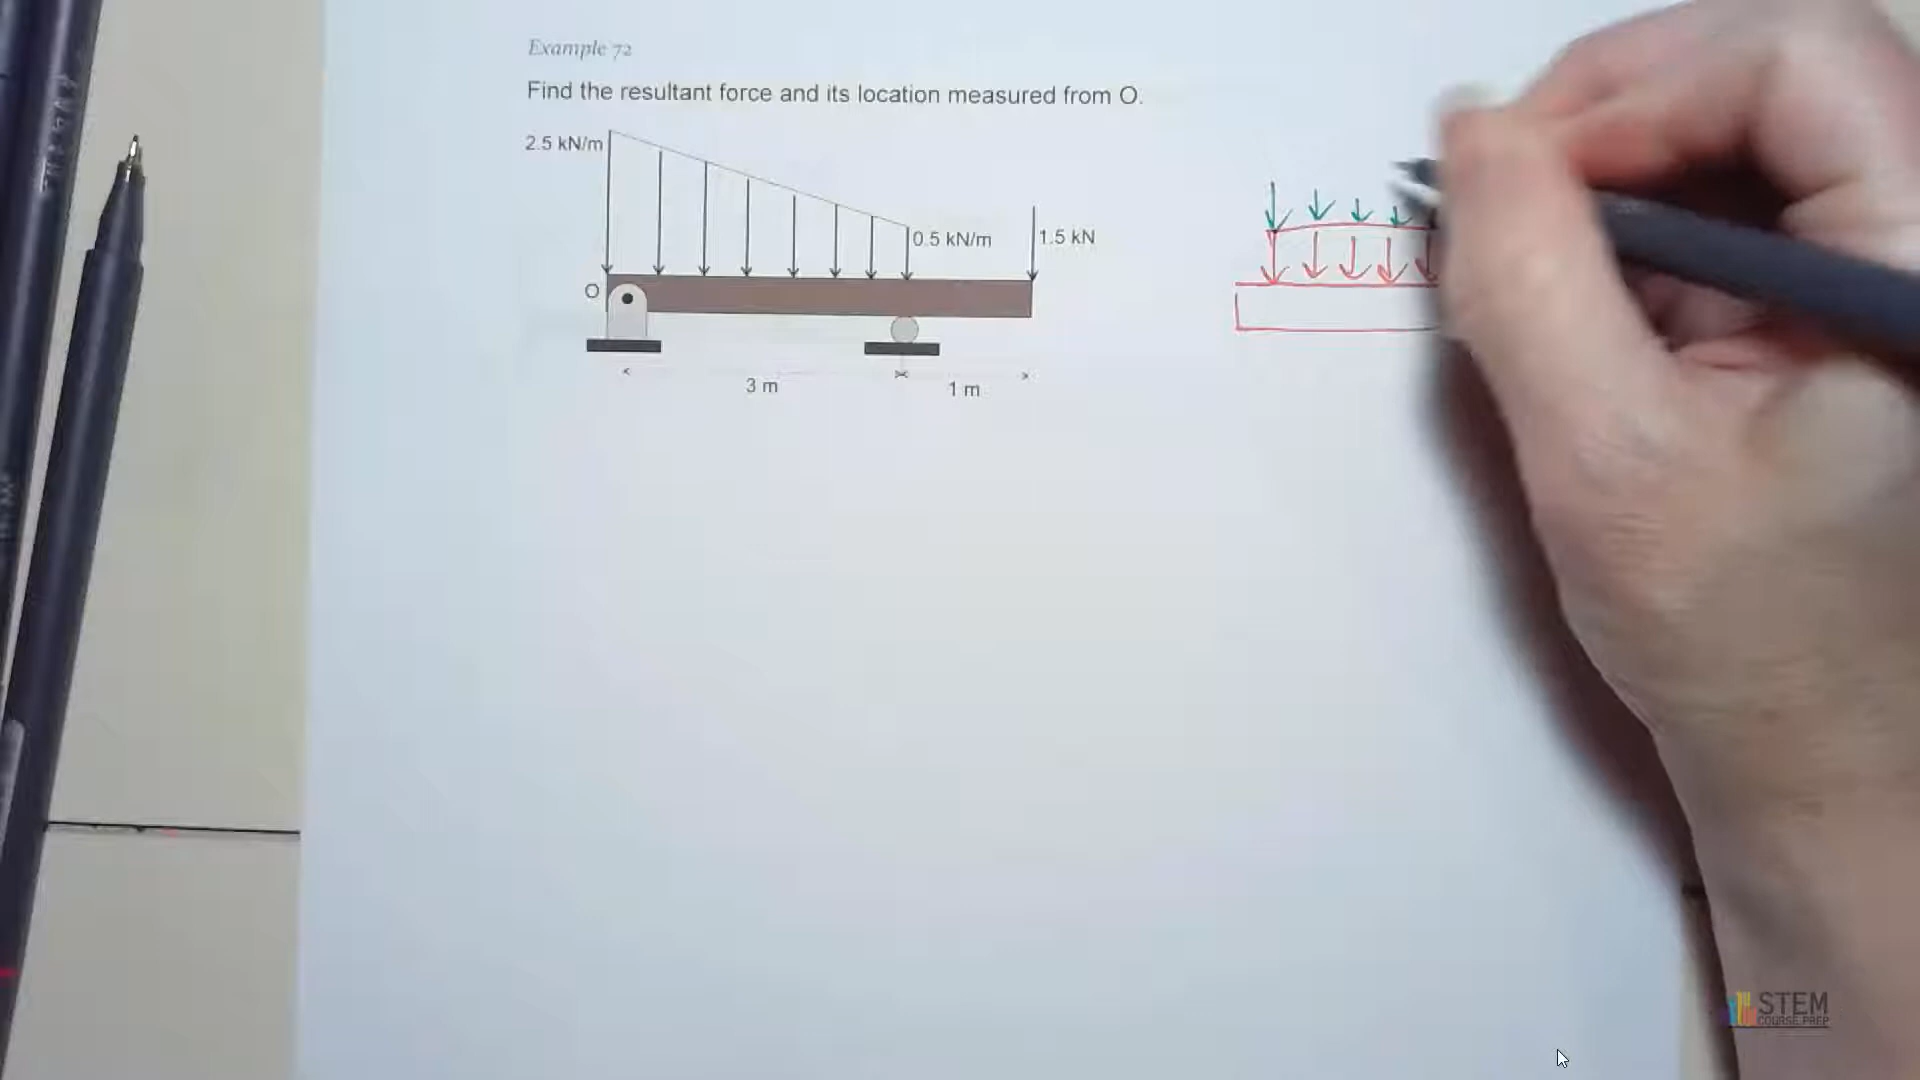 Example 72
Find the resultant force and its location measured from O.
2.5 kN/m
0.5 kN/m
1.5 kN
O
3 m
1 m
STEM
COURSE PREP